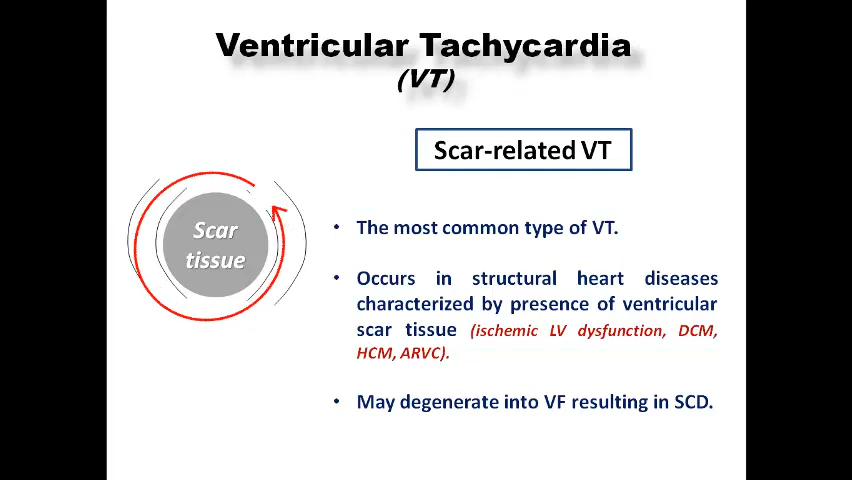 Ventricular Tachycardia
(VT)
Scar-related VT
Scar
tissue
• The most common type of VT.
• Occurs in structural heart diseases
characterized by presence of ventricular
scar tissue (ischemic LV dysfunction, DCM,
HCM, ARVC).
• May degenerate into VF resulting in SCD.